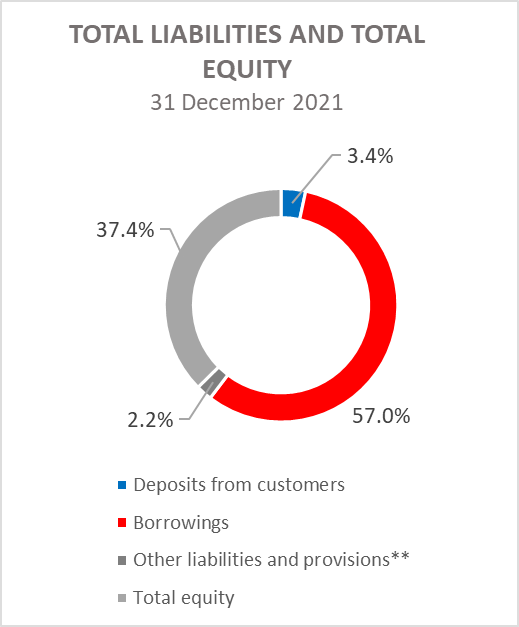 TOTAL LIABILITIES AND TOTAL
EQUITY
31 December 2021
3.4%
37.4%
2.2%
57.0%
Deposits from customers
Borrowings
Other liabilities and provisions**
Total equity